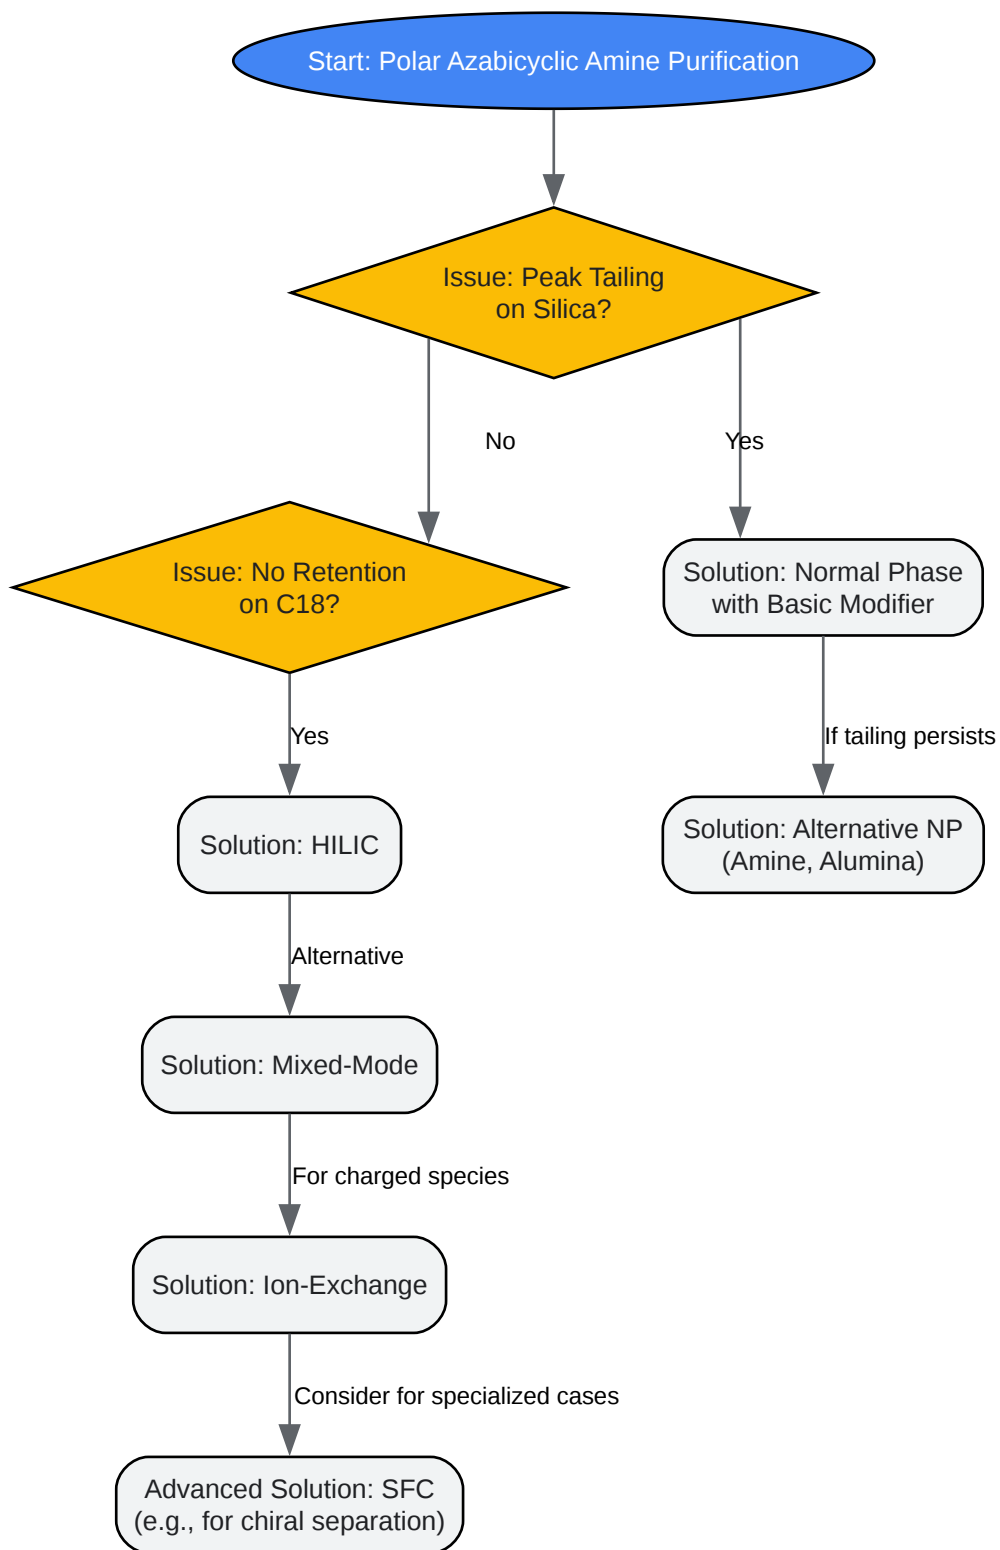 Start: Polar Azabicyclic Amine Purification
Issue: Peak Tailing
on Silica?
No
Yes
Issue: No Retention
on C18?
Solution: Normal Phase
with Basic Modifier
Yes
If tailing persists
Solution: HILIC
Solution: Alternative NP
(Amine, Alumina)
Alternative
Solution: Mixed-Mode
For charged species
Solution: Ion-Exchange
Consider for specialized cases
Advanced Solution: SFC
(e.g., for chiral separation)